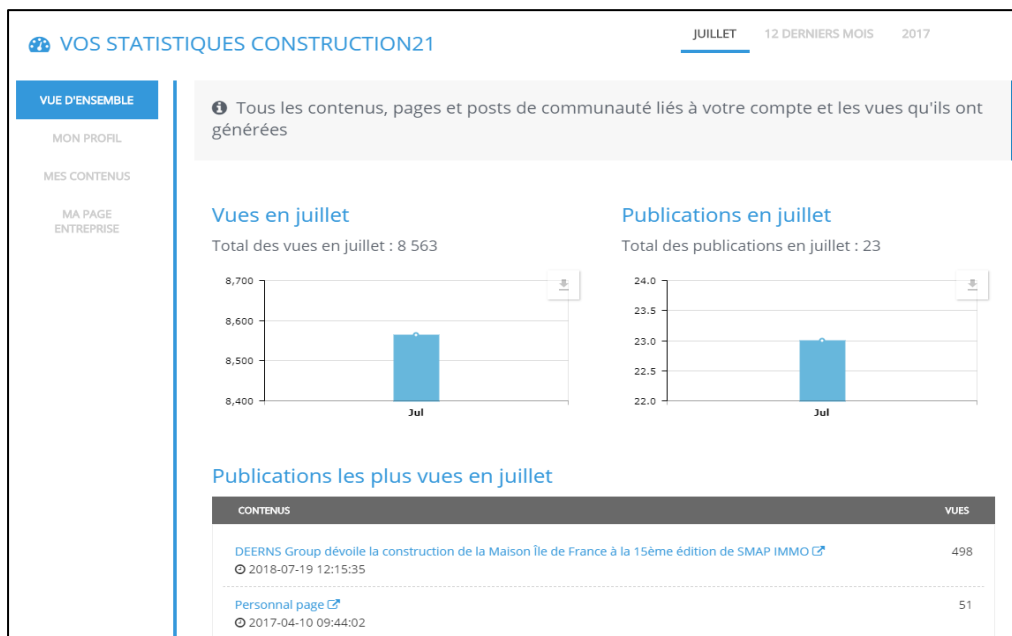 VOS STATISTIQUES CONSTRUCTION21
JUILLET
12 DERNIERS MOIS
2017
VUE D'ENSEMBLE
MON PROFIL
MES CONTENUS
MA PAGE
ENTREPRISE
Tous les contenus, pages et posts de communauté liés à votre compte et les vues qu'ils ont
générées
Vues en juillet
Total des vues en juillet : 8 563
8,700
8,600
8,500
8,400
Jul
Publications en juillet
Total des publications en juillet : 23
24.0
23.5
23.0
22.5
22.0
Jul
Publications les plus vues en juillet
CONTENUS VUES
DEERNS Group dévoile la construction de la Maison Île de France à la 15ème édition de SMAP IMMO 498
2018-07-19 12:15:35
Personnal page 51
2017-04-10 09:44:02